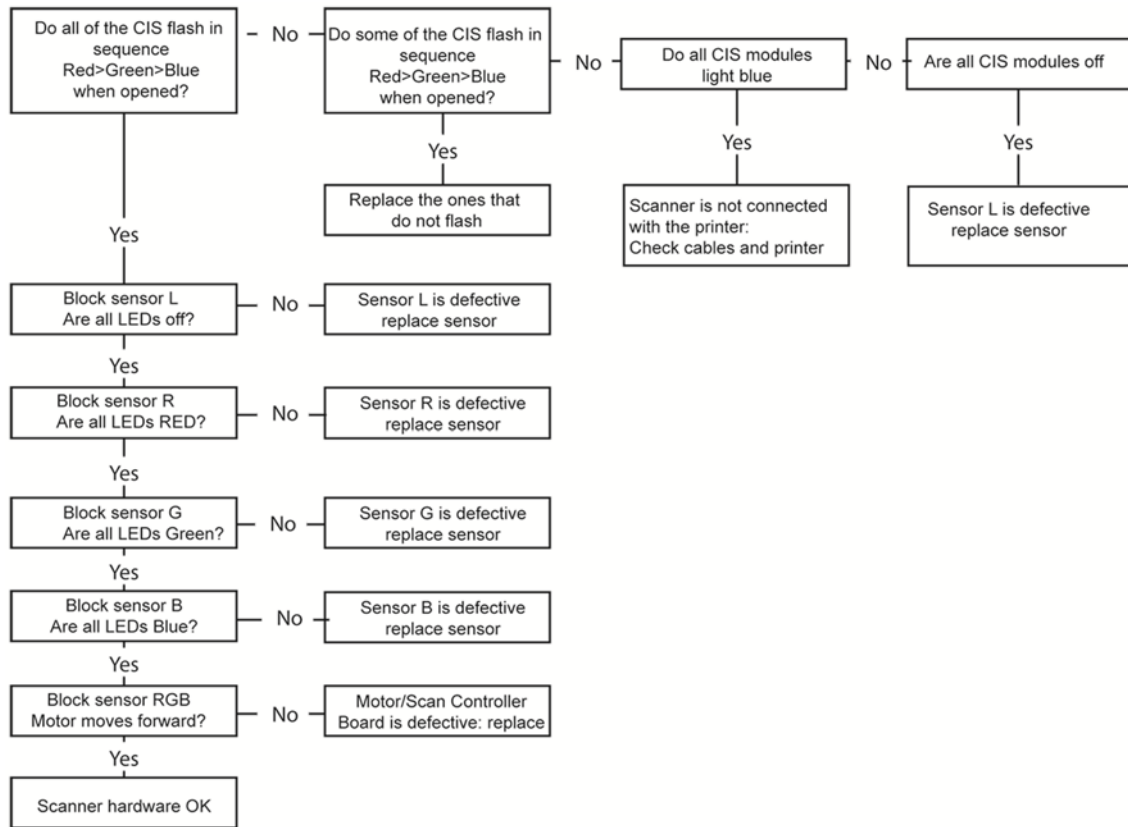 Do all of the CIS flash in
sequence
Red>Green>Blue
when opened?
No
Do some of the CIS flash in
sequence
Red>Green>Blue
when opened?
No
Do all CIS modules
light blue
No
Are all CIS modules off
Yes
Replace the ones that
do not flash
Yes
Scanner is not connected
with the printer:
Check cables and printer
Yes
Sensor L is defective
replace sensor
Yes
Block sensor L
Are all LEDs off?
No
Sensor L is defective
replace sensor
Yes
Block sensor R
Are all LEDs RED?
No
Sensor R is defective
replace sensor
Yes
Block sensor G
Are all LEDs Green?
No
Sensor G is defective
replace sensor
Yes
Block sensor B
Are all LEDs Blue?
No
Sensor B is defective
replace sensor
Yes
Block sensor RGB
Motor moves forward?
No
Motor/Scan Controller
Board is defective: replace
Yes
Scanner hardware OK